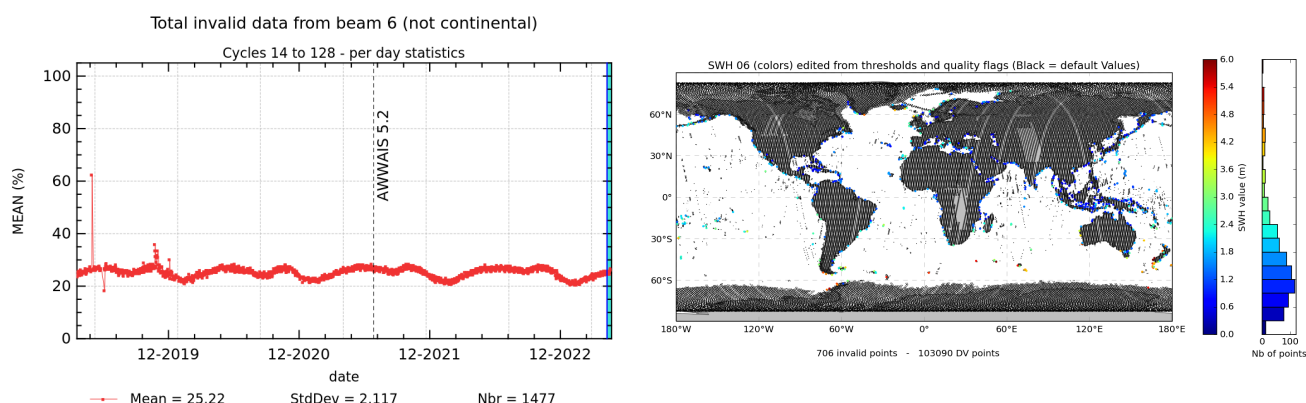 Total invalid data from beam 6 (not continental)
Cycles 14 to 128 - per day statistics
100
80
60
40
20
0
MEAN (%)
AWWAIS 5.2
12-2019 12-2020 12-2021 12-2022
date
Mean = 25.22 StdDev = 2.117 Nbr = 1477
SWH 06 (colors) edited from thresholds and quality flags (Black = default Values)
60°N
30°N
0°
30°S
60°S
180°W 120°W 60°W 0° 60°E 120°E 180°E
706 invalid points - 103090 DV points
6.0
5.4
4.8
4.2
3.6
3.0
2.4
1.8
1.2
0.6
0.0
SWH value (m)
0 100
Nb of points